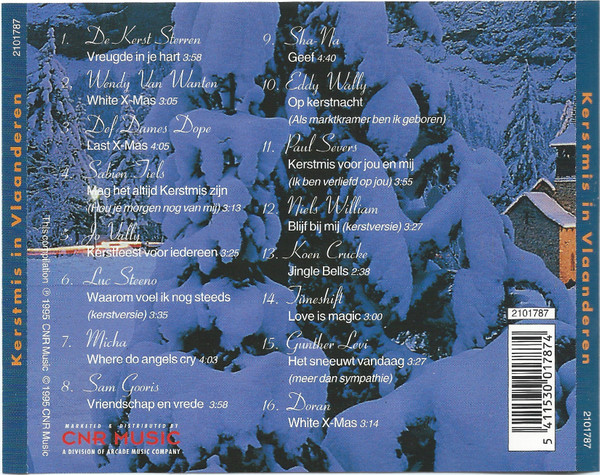 2101787
Kerstmis in Vlaanderen
This compilation ℗ 1995 CNR Music © 1995 CNR Music
1. De Kerst Sterren
Vreugde in je hart 3:58
2. Wendy Van Wanten
White X-Mas 3:05
3. Def Dames Dope
Last X-Mas 4:05
4. Sabien Tiels
Mag het altijd Kerstmis zijn
(Hou je morgen nog van mij) 3:13
5. Jo Vally
Kerstfeest voor iedereen 3:25
6. Luc Steeno
Waarom voel ik nog steeds
(kerstversie) 3:35
7. Micha
Where do angels cry 4:03
8. Sam Gooris
Vriendschap en vrede 3:58
MARKETED & DISTRIBUTED BY
CNR MUSIC
A DIVISION OF ARCADE MUSIC COMPANY
9. Sha-Na
Geef 4:40
10. Eddy Wally
Op kerstnacht
(Als marktkramer ben ik geboren)
11. Paul Severs
Kerstmis voor jou en mij
(Ik ben verliefd op jou) 3:55
12. Niels William
Blijf bij mij (kerstversie) 3:37
13. Koen Crucke
Jingle Bells 2:38
14. Timeshift
Love is magic 3:00
15. Gunther Levi
Het sneeuwt vandaag 3:27
(meer dan sympathie)
16. Doran
White X-Mas 3:14
2101787
5 411530 017874
Kerstmis in Vlaanderen
2101787